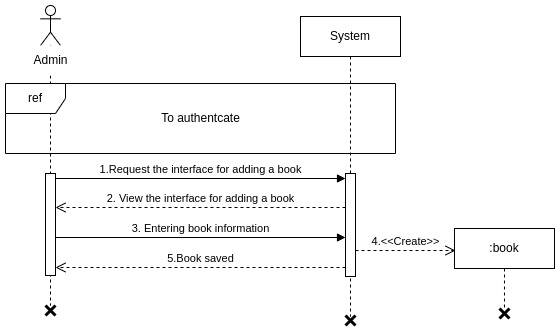 System
Admin
ref
To authentcate
1.Request the interface for adding a book
2. View the interface for adding a book
3. Entering book information
4.<<Create>>
:book
5.Book saved